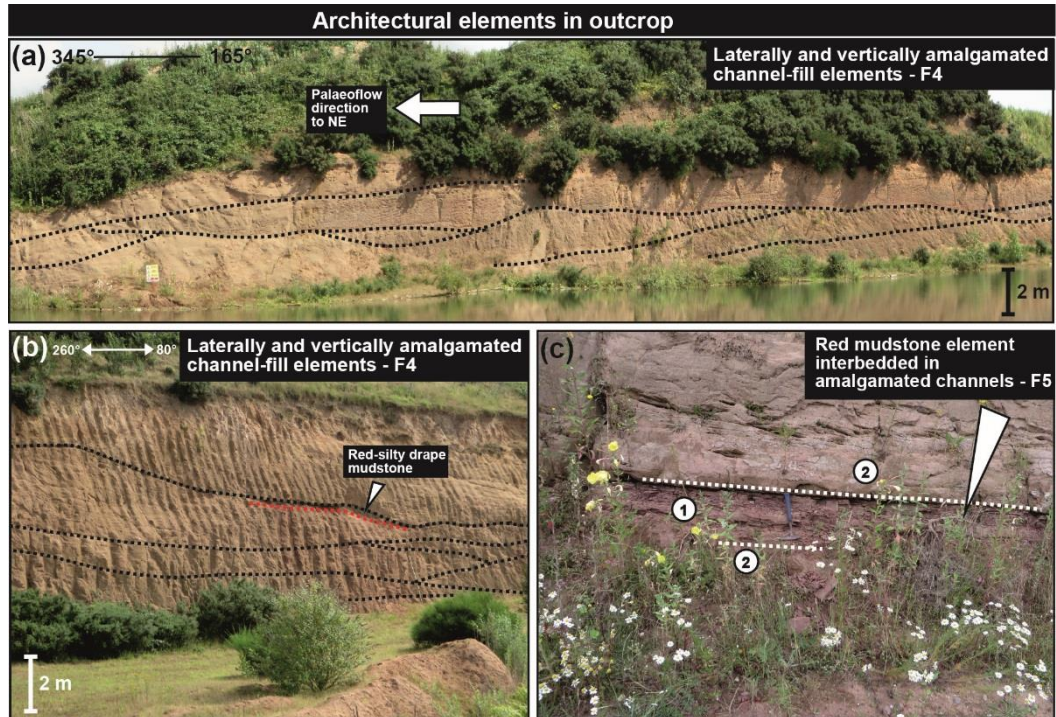 Architectural elements in outcrop
(a)
345° 165°
Laterally and vertically amalgamated
channel-fill elements - F4
Palaeoflow
direction
to NE
2 m
(b)
260° 80°
Laterally and vertically amalgamated
channel-fill elements - F4
Red-silty drape
mudstone
2 m
(c)
Red mudstone element
interbedded in
amalgamated channels - F5
2
1
2